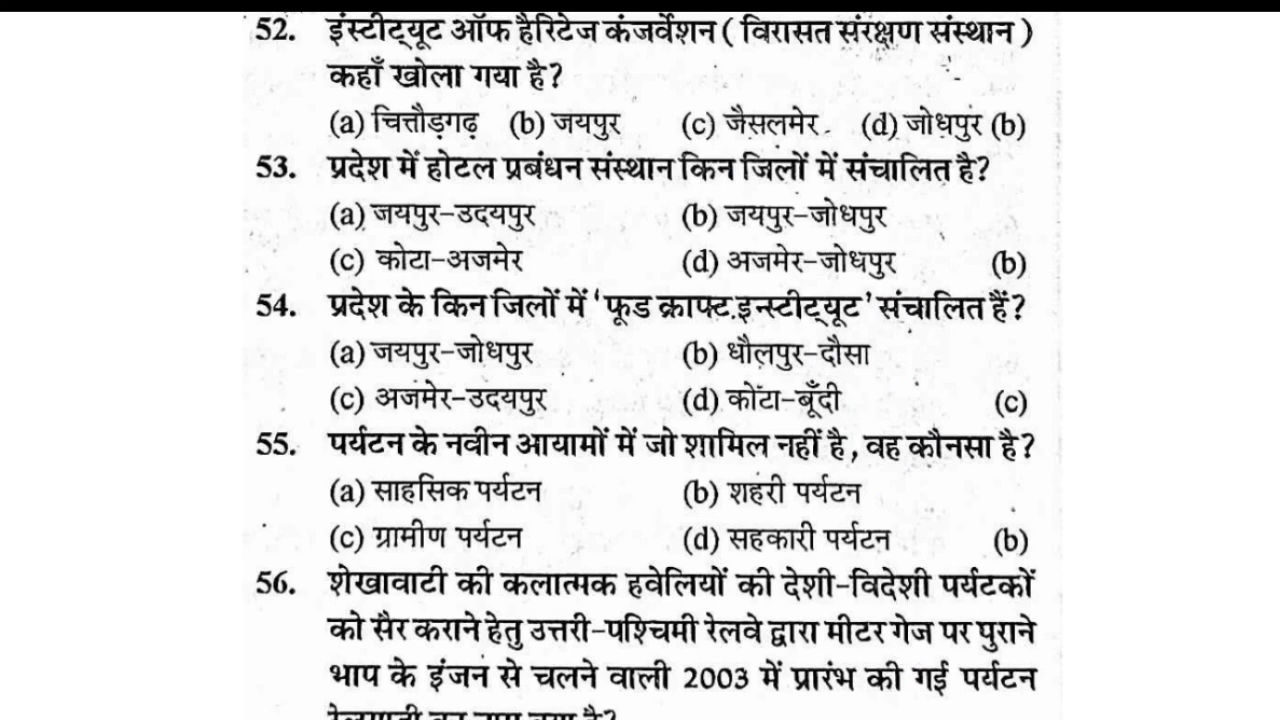 52. इंस्टीट्यूट ऑफ हैरिटेज कंजर्वेशन ( विरासत संरक्षण संस्थान )
कहाँ खोला गया है?
(a) चित्तौड़गढ़ (b) जयपुर (c) जैसलमेर (d) जोधपुर (b)
53. प्रदेश में होटल प्रबंधन संस्थान किन जिलों में संचालित है?
(a) जयपुर-उदयपुर (b) जयपुर-जोधपुर
(c) कोटा-अजमेर (d) अजमेर-जोधपुर (b)
54. प्रदेश के किन जिलों में 'फूड क्राफ्ट इन्स्टीट्यूट' संचालित हैं?
(a) जयपुर-जोधपुर (b) धौलपुर-दौसा
(c) अजमेर-उदयपुर (d) कोटा-बूँदी (c)
55. पर्यटन के नवीन आयामों में जो शामिल नहीं है, वह कौनसा है?
(a) साहसिक पर्यटन (b) शहरी पर्यटन
(c) ग्रामीण पर्यटन (d) सहकारी पर्यटन (b)
56. शेखावाटी की कलात्मक हवेलियों की देशी-विदेशी पर्यटकों
को सैर कराने हेतु उत्तरी-पश्चिमी रेलवे द्वारा मीटर गेज पर पुराने
भाप के इंजन से चलने वाली 2003 में प्रारंभ की गई पर्यटन